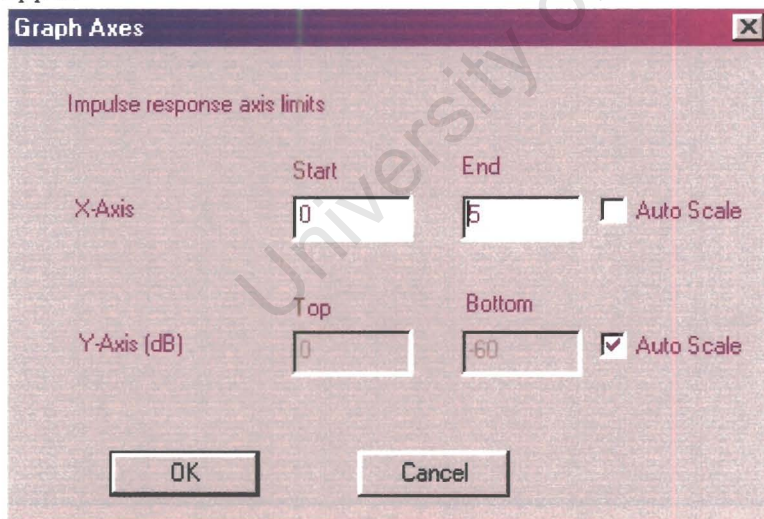 Graph Axes
Impulse response axis limits
Start End
X-Axis 0 5 Auto Scale
Top Bottom
Y-Axis (dB) 0 -60 Auto Scale
OK Cancel
University